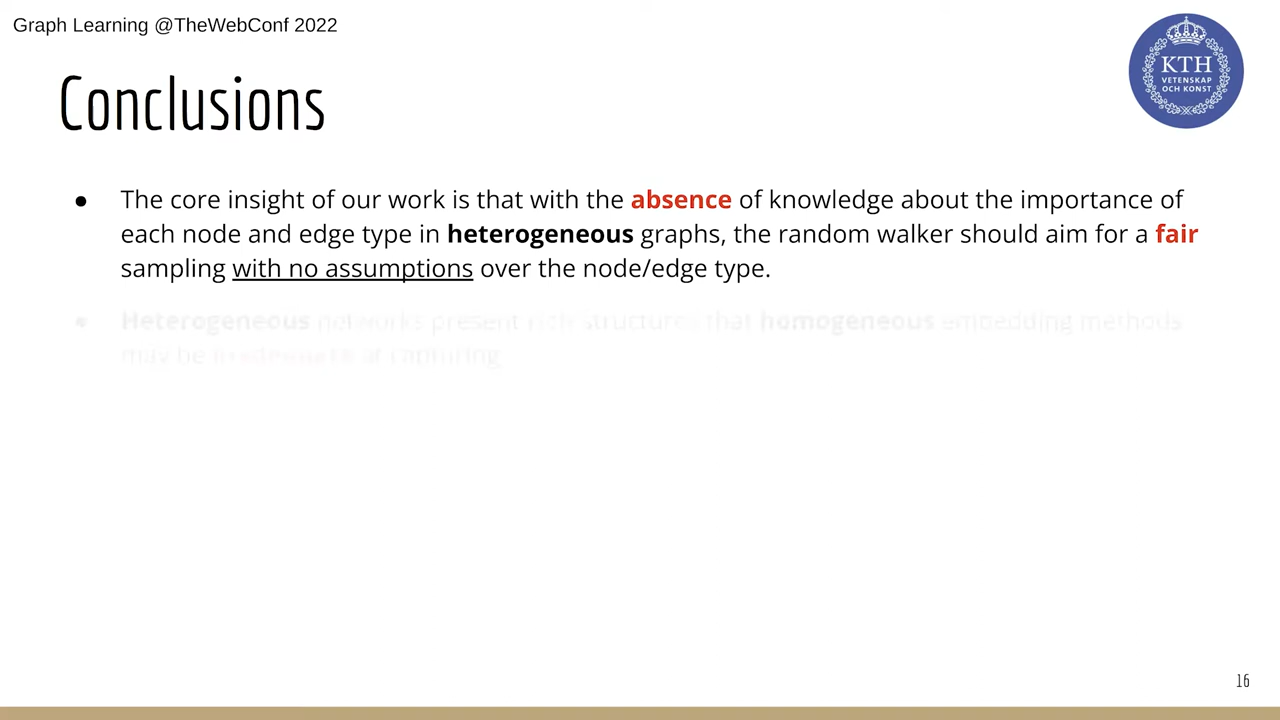 Graph Learning @TheWebConf 2022
KTH
VETENSKAP
OCH KONST
Conclusions
● The core insight of our work is that with the absence of knowledge about the importance of
each node and edge type in heterogeneous graphs, the random walker should aim for a fair
sampling with no assumptions over the node/edge type.
● Heterogeneous networks present rich structures that homogeneous embedding methods
may be at capturing
16